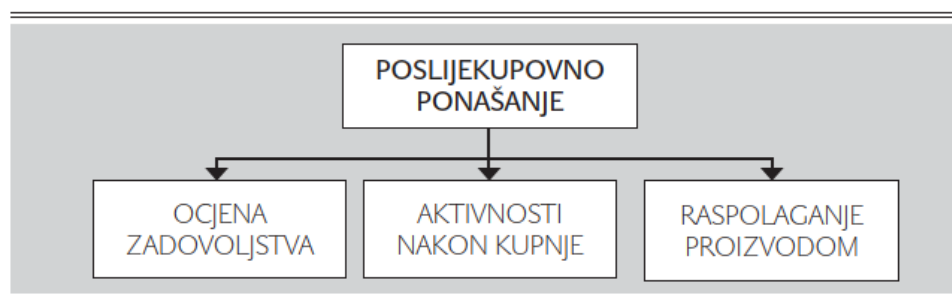 POSLIJEKUPOVNO
PONAŠANJE
OCJENA
ZADOVOLJSTVA
AKTIVNOSTI
NAKON KUPNJE
RASPOLAGANJE
PROIZVODOM